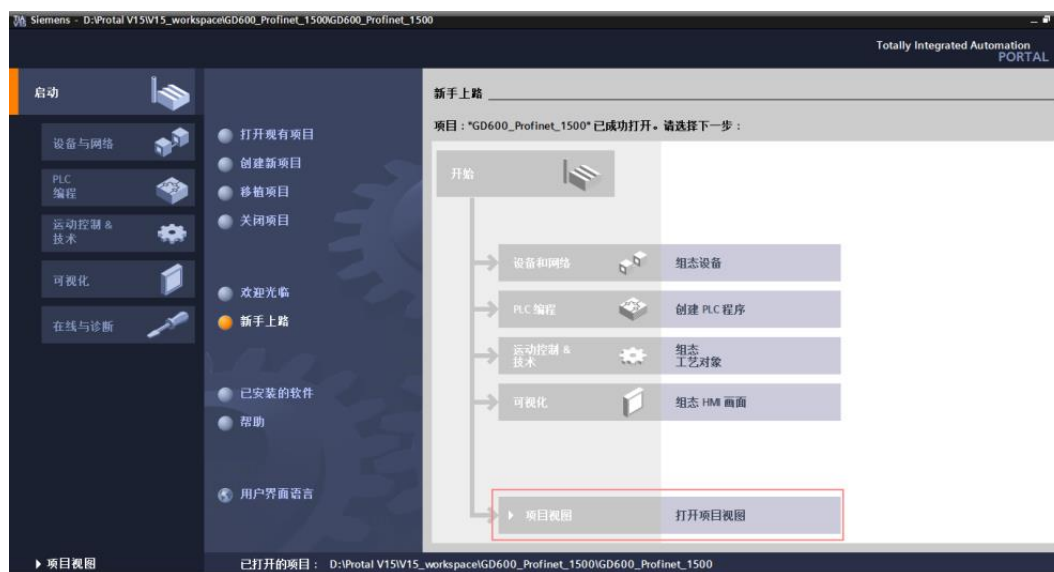 Siemens - D:\Protal V15\V15_workspace\GD600_Profinet_1500\GD600_Profinet_1500
Totally Integrated Automation
PORTAL
启动
设备与网络
PLC
编程
运动控制 &
技术
可视化
在线与诊断
打开现有项目
创建新项目
移植项目
关闭项目
欢迎光临
新手上路
已安装的软件
帮助
用户界面语言
新手上路
项目："GD600_Profinet_1500" 已成功打开。请选择下一步：
开始
设备和网络 组态设备
PLC 编程 创建 PLC 程序
运动控制 & 组态
技术 工艺对象
可视化 组态 HMI 画面
项目视图 打开项目视图
项目视图 已打开的项目： D:\Protal V15\V15_workspace\GD600_Profinet_1500\GD600_Profinet_1500